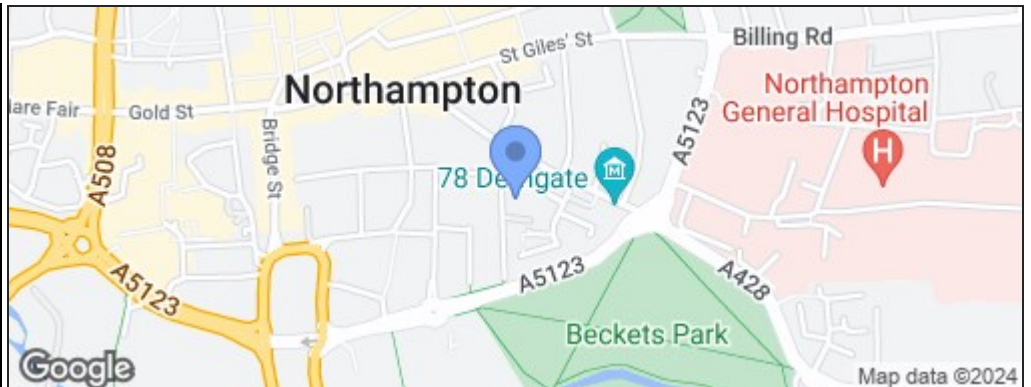 St Giles' St
Billing Rd
Northampton
Northampton
General Hospital
H
Gold St
Bridge St
A5123
A508
78
M
A5123
A5123
A428
Beckets Park
Google
Map data ©2024